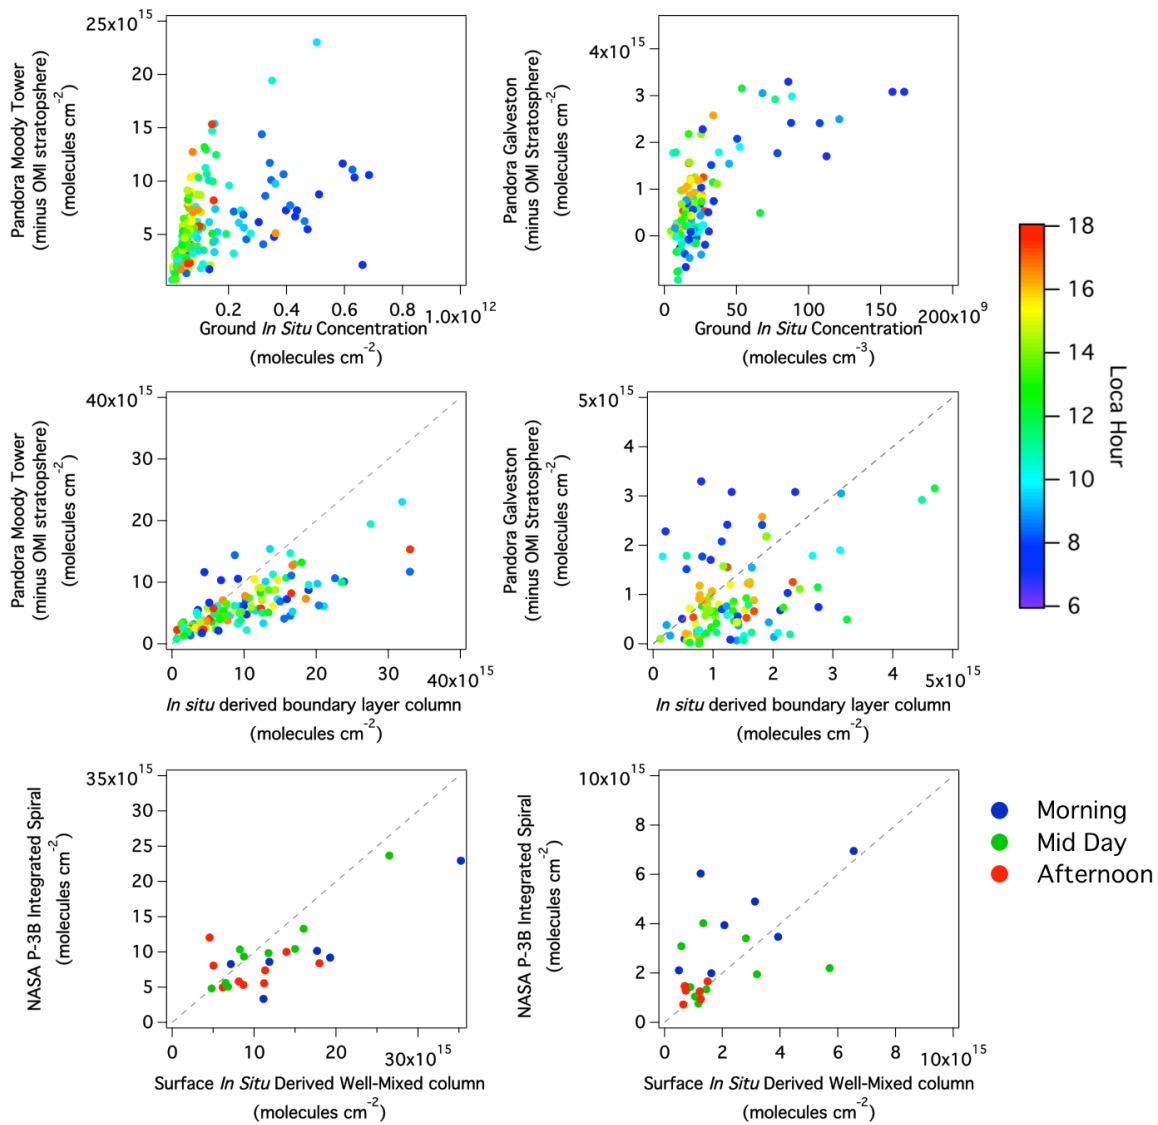 25x10^15
20
15
10
5
Pandora Moody Tower
(minus OMI stratopshere)
(molecules cm^-2)
0.2
0.4
0.6
0.8
1.0x10^12
Ground In Situ Concentration
(molecules cm^-2)
4x10^15
3
2
1
0
Pandora Galveston
(minus OMI Stratosphere)
(molecules cm^-2)
0
50
100
150
200x10^9
Ground In Situ Concentration
(molecules cm^-3)
40x10^15
30
20
10
0
Pandora Moody Tower
(minus OMI stratopshere)
(molecules cm^-2)
0
10
20
30
40x10^15
In situ derived boundary layer column
(molecules cm^-2)
5x10^15
4
3
2
1
0
Pandora Galveston
(minus OMI Stratosphere)
(molecules cm^-2)
0
1
2
3
4
5x10^15
In situ derived boundary layer column
(molecules cm^-2)
18
16
14
12
10
8
6
Loca Hour
35x10^15
30
25
20
15
10
5
0
NASA P-3B Integrated Spiral
(molecules cm^-2)
0
10
20
30x10^15
Surface In Situ Derived Well-Mixed column
(molecules cm^-2)
10x10^15
8
6
4
2
0
NASA P-3B Integrated Spiral
(molecules cm^-2)
0
2
4
6
8
10x10^15
Surface In Situ Derived Well-Mixed column
(molecules cm^-2)
Morning
Mid Day
Afternoon